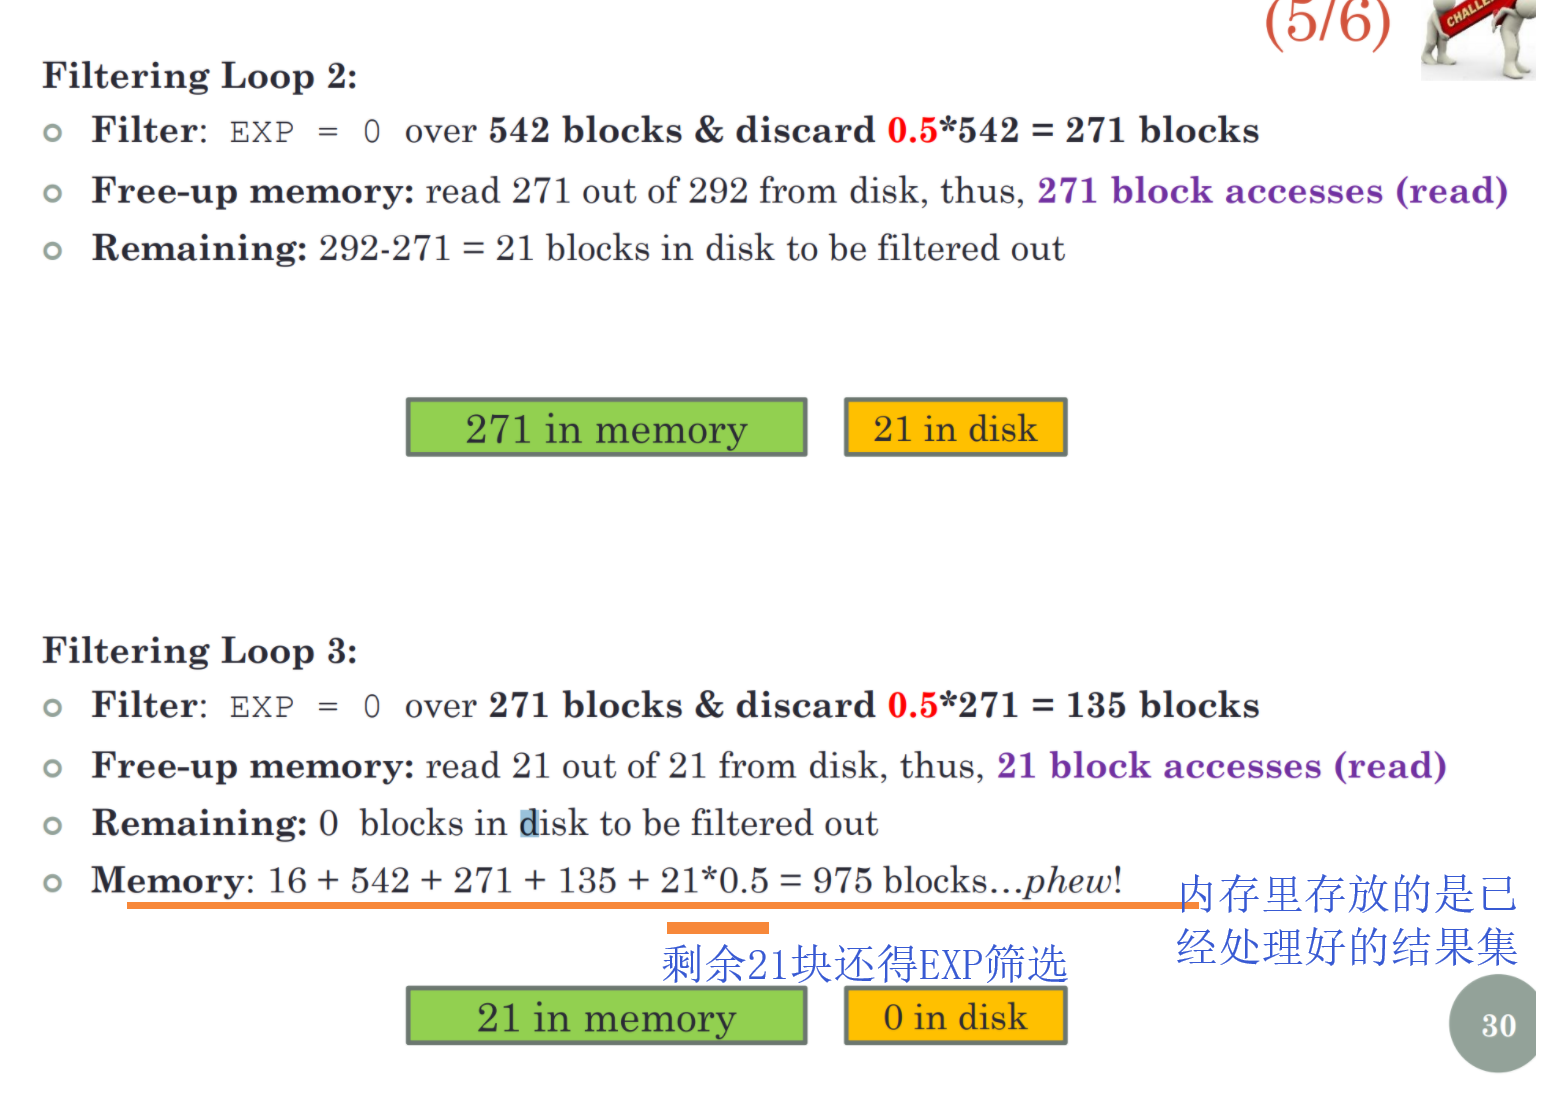 (5/6)
CHALLE
Filtering Loop 2:
Filter: EXP = 0 over 542 blocks & discard 0.5*542 = 271 blocks
Free-up memory: read 271 out of 292 from disk, thus, 271 block accesses (read)
Remaining: 292-271 = 21 blocks in disk to be filtered out
271 in memory
21 in disk
Filtering Loop 3:
Filter: EXP = 0 over 271 blocks & discard 0.5*271 = 135 blocks
Free-up memory: read 21 out of 21 from disk, thus, 21 block accesses (read)
Remaining: 0 blocks in disk to be filtered out
Memory: 16 + 542 + 271 + 135 + 21*0.5 = 975 blocks…phew!
内存里存放的是已
经处理好的结果集
剩余21块还得EXP筛选
21 in memory
0 in disk
30